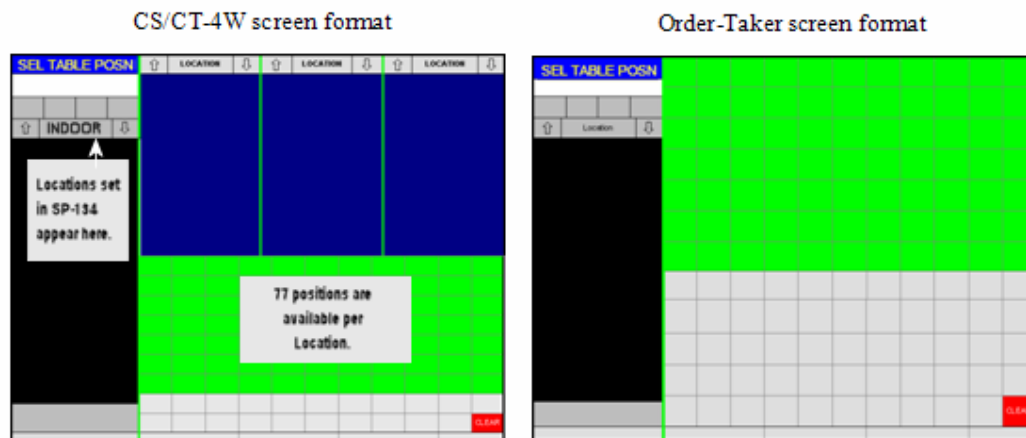 CS/CT-4W screen format
Order-Taker screen format
SEL TABLE POSN
LOCATION
LOCATION
LOCATION
INDOOR
Locations set
in SP-134
appear here.
77 positions are
available per
Location.
CLEAR
SEL TABLE POSN
Location
CLEAR